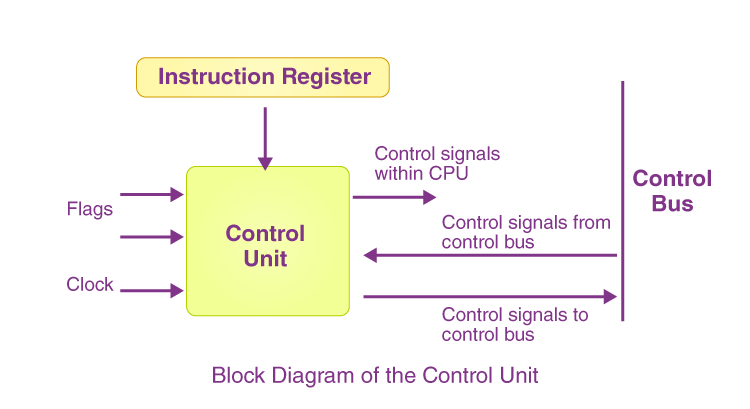 Instruction Register
Control signals
within CPU
Control
Bus
Flags
Control signals from
control bus
Control
Unit
Clock
Control signals to
control bus
Block Diagram of the Control Unit